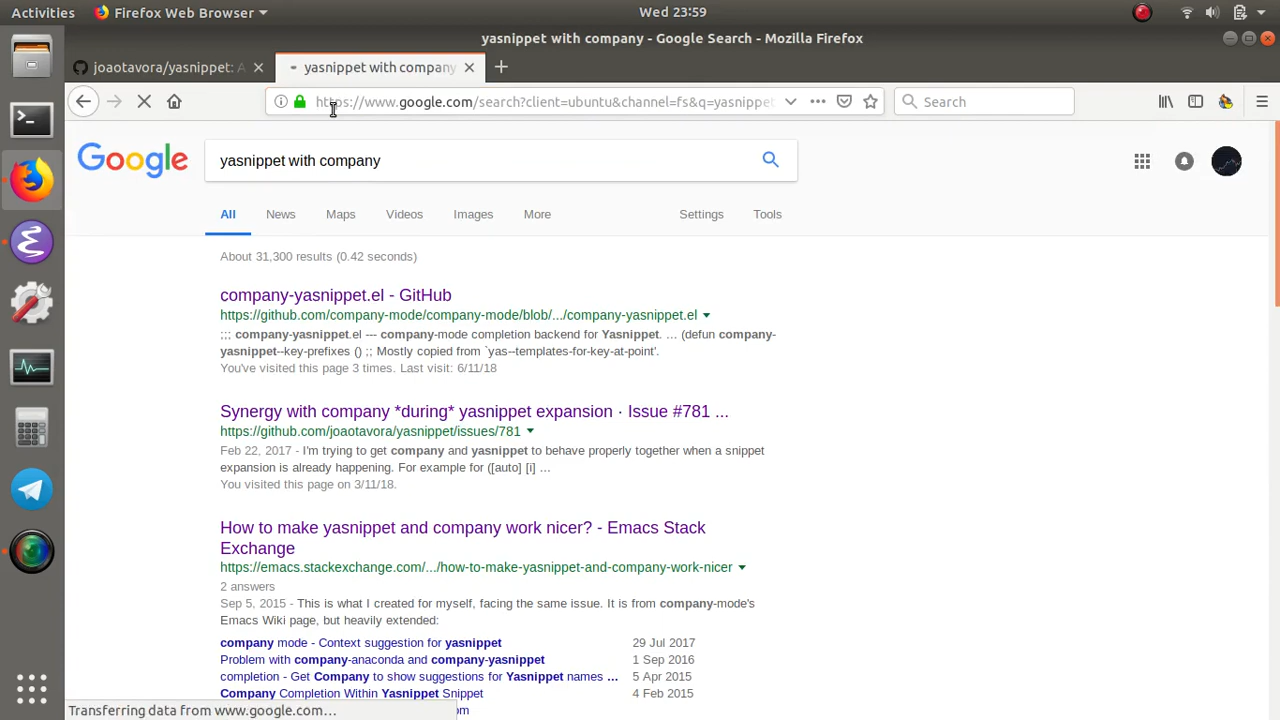 Activities Firefox Web Browser Wed 23:59
yasnippet with company - Google Search - Mozilla Firefox
joaotavora/yasnippet: A yasnippet with company
https://www.google.com/search?client=ubuntu&channel=fs&q=yasnippet Search
Google yasnippet with company
All News Maps Videos Images More Settings Tools
About 31,300 results (0.42 seconds)
company-yasnippet.el - GitHub
https://github.com/company-mode/company-mode/blob/.../company-yasnippet.el
;;; company-yasnippet.el --- company-mode completion backend for Yasnippet. ... (defun company-
yasnippet--key-prefixes () ;; Mostly copied from `yas--templates-for-key-at-point'.
You've visited this page 3 times. Last visit: 6/11/18
Synergy with company *during* yasnippet expansion · Issue #781 ...
https://github.com/joaotavora/yasnippet/issues/781
Feb 22, 2017 - I'm trying to get company and yasnippet to behave properly together when a snippet
expansion is already happening. For example for ([auto] [i] ...
You visited this page on 3/11/18.
How to make yasnippet and company work nicer? - Emacs Stack
Exchange
https://emacs.stackexchange.com/.../how-to-make-yasnippet-and-company-work-nicer
2 answers
Sep 5, 2015 - This is what I created for myself, facing the same issue. It is from company-mode's
Emacs Wiki page, but heavily extended:
company mode - Context suggestion for yasnippet 29 Jul 2017
Problem with company-anaconda and company-yasnippet 1 Sep 2016
completion - Get Company to show suggestions for Yasnippet names ... 5 Apr 2015
Company Completion Within Yasnippet Snippet 4 Feb 2015
Transferring data from www.google.com… om